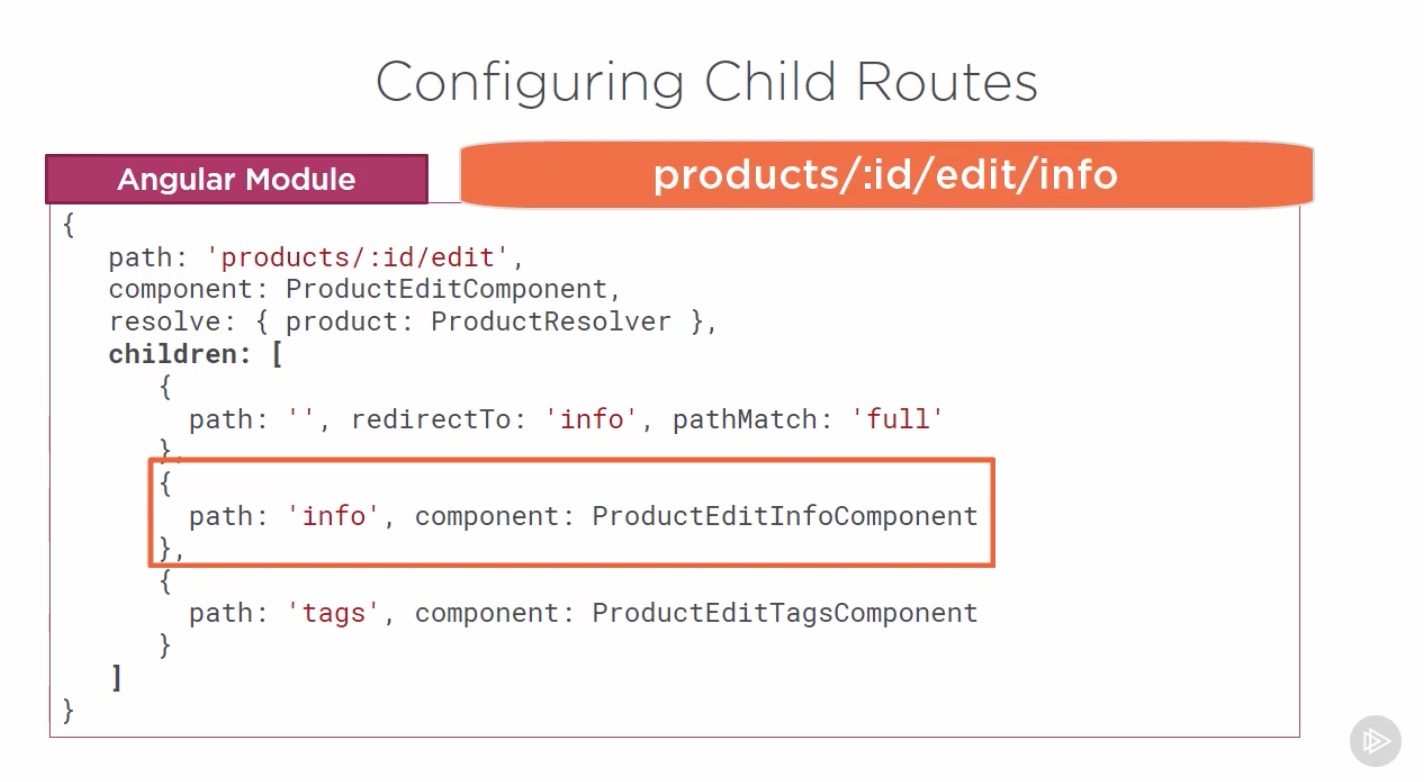 Configuring Child Routes
Angular Module
products/:id/edit/info
{
path: 'products/:id/edit',
component: ProductEditComponent,
resolve: { product: ProductResolver },
children: [
{
path: '', redirectTo: 'info', pathMatch: 'full'
},
{
path: 'info', component: ProductEditInfoComponent
},
{
path: 'tags', component: ProductEditTagsComponent
}
]
}